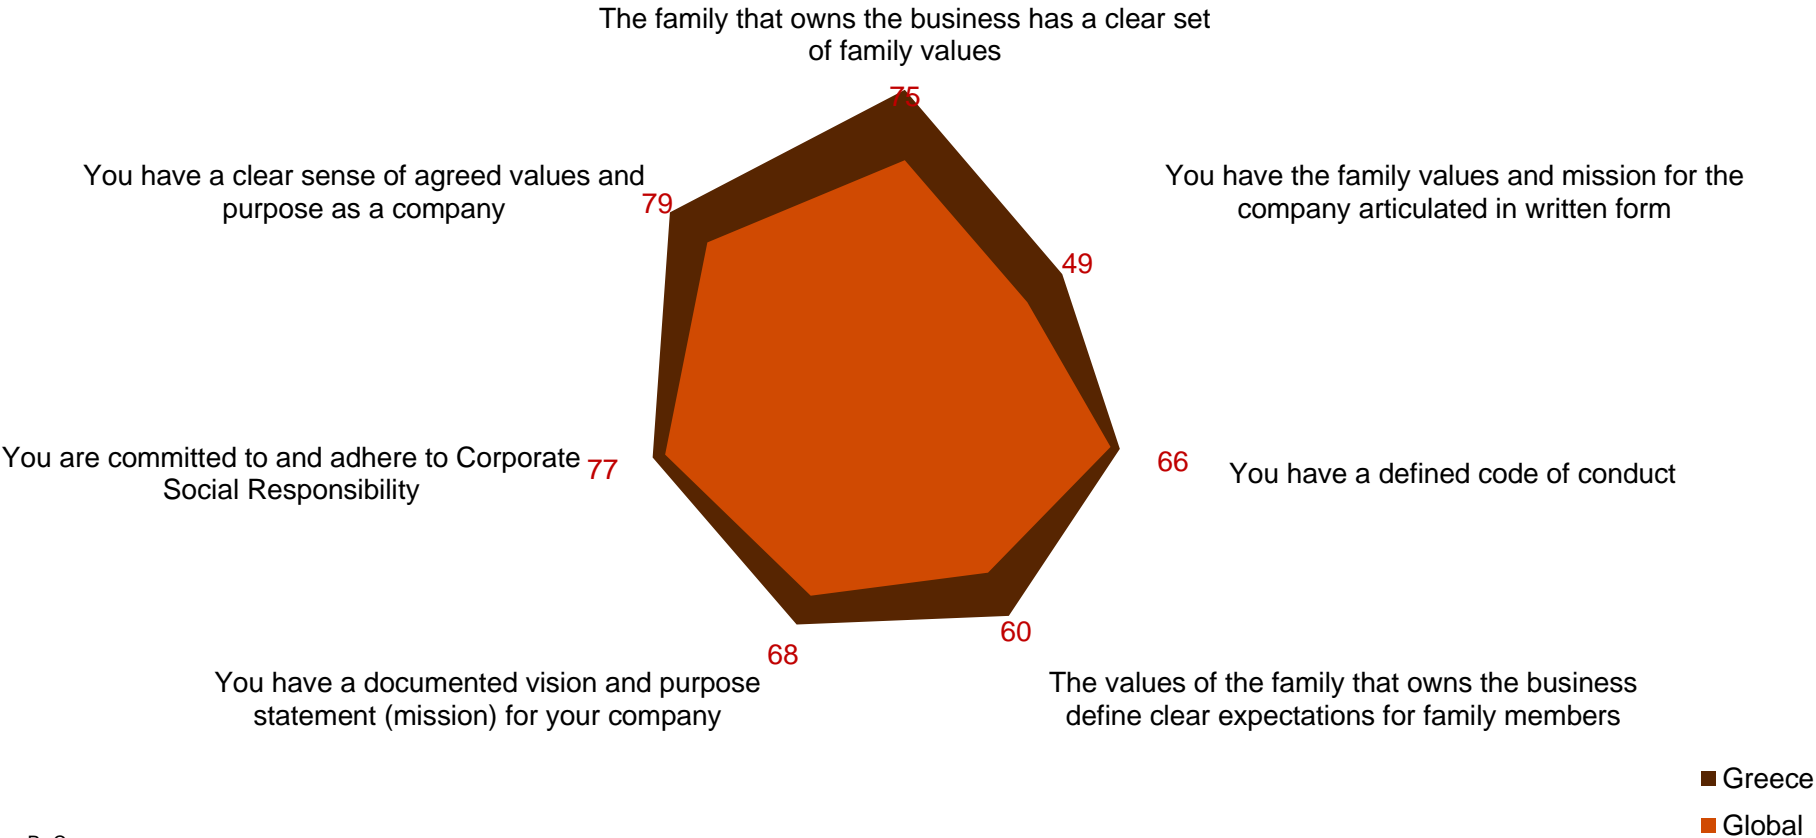 The family that owns the business has a clear set
of family values
75
You have a clear sense of agreed values and
purpose as a company
79
You have the family values and mission for the
company articulated in written form
49
You are committed to and adhere to Corporate
Social Responsibility
77
66
You have a defined code of conduct
60
68
You have a documented vision and purpose
statement (mission) for your company
The values of the family that owns the business
define clear expectations for family members
Greece
Global